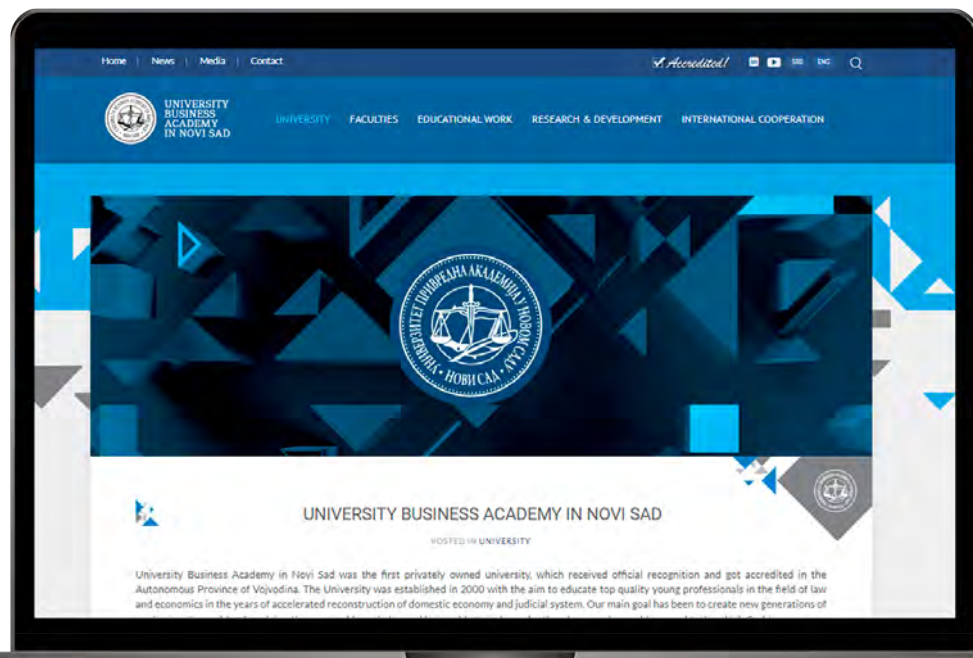 Home | News | Media | Contact
Accredited! SRB ENG
UNIVERSITY
BUSINESS
ACADEMY
IN NOVI SAD
UNIVERSITY FACULTIES EDUCATIONAL WORK RESEARCH & DEVELOPMENT INTERNATIONAL COOPERATION
УНИВЕРЗИТЕТ ПРИВРЕДНА АКАДЕМИЈА У НОВОМ САДУ
• НОВИ САД •
UNIVERSITY BUSINESS ACADEMY IN NOVI SAD
POSTED IN UNIVERSITY
University Business Academy in Novi Sad was the first privately owned university, which received official recognition and got accredited in the
Autonomous Province of Vojvodina. The University was established in 2000 with the aim to educate top quality young professionals in the field of law
and economics in the years of accelerated reconstruction of domestic economy and judicial system. Our main goal has been to create new generations of